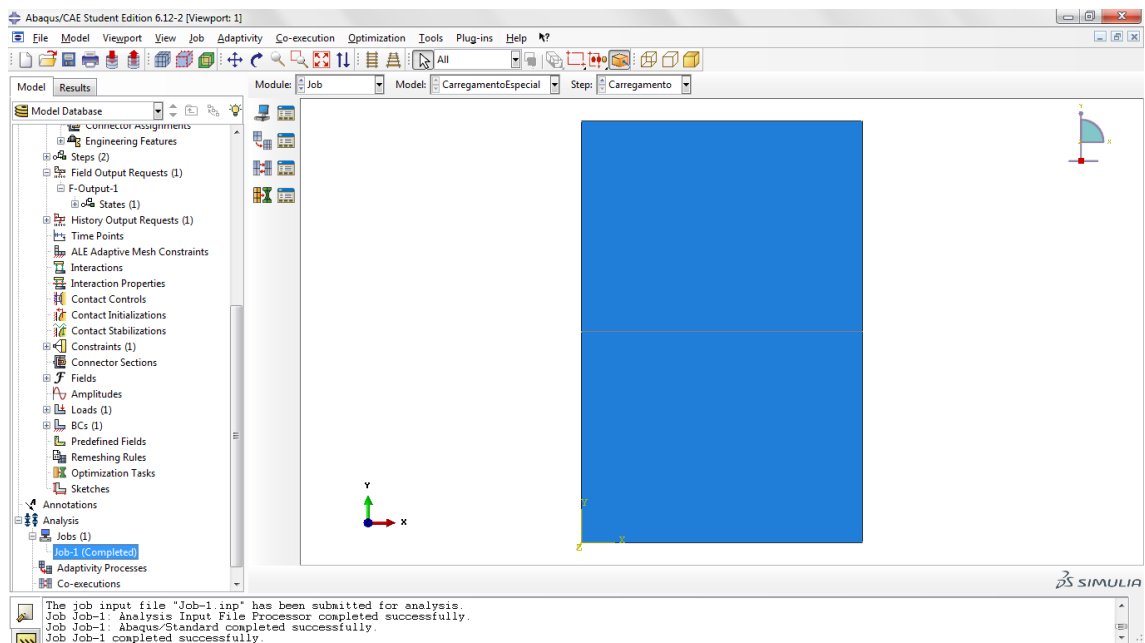 Abaqus/CAE Student Edition 6.12-2 [Viewport: 1]
File Model Viewport View Job Adaptivity Co-execution Optimization Tools Plug-ins Help
All
Model Results
Module: Job Model: CarregamentoEspecial Step: Carregamento
Model Database
Connector Assignments
Engineering Features
Steps (2)
Field Output Requests (1)
F-Output-1
States (1)
History Output Requests (1)
Time Points
ALE Adaptive Mesh Constraints
Interactions
Interaction Properties
Contact Controls
Contact Initializations
Contact Stabilizations
Constraints (1)
Connector Sections
Fields
Amplitudes
Loads (1)
BCs (1)
Predefined Fields
Remeshing Rules
Optimization Tasks
Sketches
Annotations
Analysis
Jobs (1)
Job-1 (Completed)
Adaptivity Processes
Co-executions
Y
X
Y
X
Y
X
Z
SIMULIA
The job input file "Job-1.inp" has been submitted for analysis.
Job Job-1: Analysis Input File Processor completed successfully.
Job Job-1: Abaqus/Standard completed successfully.
Job Job-1 completed successfully.